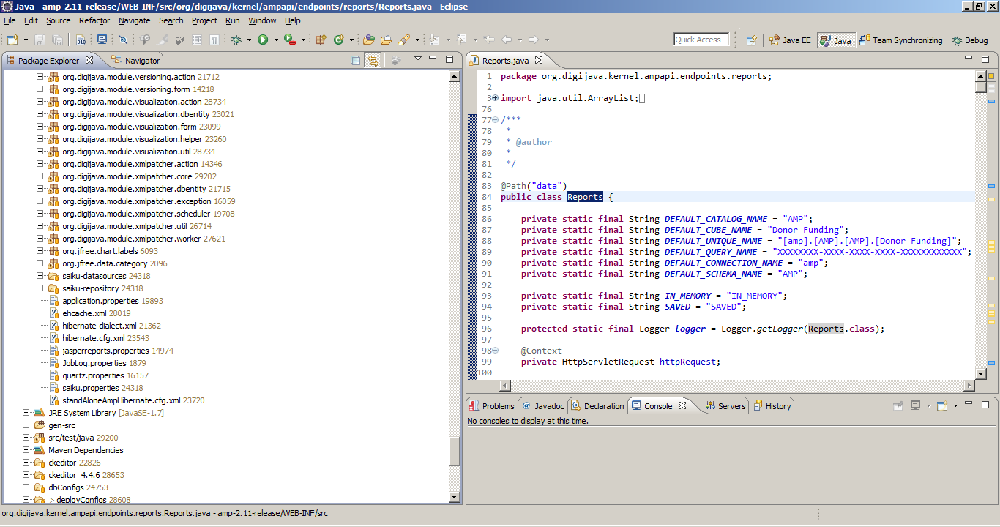 Java - amp-2.11-release/WEB-INF/src/org/digijava/kernel/ampapi/endpoints/reports/Reports.java - Eclipse
File Edit Source Refactor Navigate Search Project Run Window Help
Quick Access Java EE Java Team Synchronizing Debug
Package Explorer Navigator
org.digijava.module.versioning.action 21712
org.digijava.module.versioning.form 14218
org.digijava.module.visualization.action 28734
org.digijava.module.visualization.dbentity 23021
org.digijava.module.visualization.form 23099
org.digijava.module.visualization.helper 23260
org.digijava.module.visualization.util 28734
org.digijava.module.xmlpatcher.action 14346
org.digijava.module.xmlpatcher.core 29202
org.digijava.module.xmlpatcher.dbentity 21715
org.digijava.module.xmlpatcher.exception 16059
org.digijava.module.xmlpatcher.scheduler 19708
org.digijava.module.xmlpatcher.util 26714
org.digijava.module.xmlpatcher.worker 27621
org.jfree.chart.labels 6093
org.jfree.data.category 2096
saiku-datasources 24318
saiku-repository 24318
application.properties 19893
ehcache.xml 28019
hibernate-dialect.xml 21362
hibernate.cfg.xml 23543
jasperreports.properties 14974
JobLog.properties 1879
quartz.properties 16157
saiku.properties 24318
standAloneAmpHibernate.cfg.xml 23720
JRE System Library [JavaSE-1.7]
gen-src
src/test/java 29200
Maven Dependencies
ckeditor 22826
ckeditor_4.4.6 28653
dbConfigs 24753
> deployConfigs 28608
Reports.java
1 package org.digijava.kernel.ampapi.endpoints.reports;
2
3 import java.util.ArrayList;
76
77 /***
78 *
79 * @author
80 *
81 */
82
83 @Path("data")
84 public class Reports {
85
86 private static final String DEFAULT_CATALOG_NAME = "AMP";
87 private static final String DEFAULT_CUBE_NAME = "Donor Funding";
88 private static final String DEFAULT_UNIQUE_NAME = "[amp].[AMP].[AMP].[Donor Funding]";
89 private static final String DEFAULT_QUERY_NAME = "XXXXXXXX-XXXX-XXXX-XXXX-XXXXXXXXXXXX";
90 private static final String DEFAULT_CONNECTION_NAME = "amp";
91 private static final String DEFAULT_SCHEMA_NAME = "AMP";
92
93 private static final String IN_MEMORY = "IN_MEMORY";
94 private static final String SAVED = "SAVED";
95
96 protected static final Logger logger = Logger.getLogger(Reports.class);
97
98 @Context
99 private HttpServletRequest httpRequest;
100
Problems Javadoc Declaration Console Servers History
No consoles to display at this time.
org.digijava.kernel.ampapi.endpoints.reports.Reports.java - amp-2.11-release/WEB-INF/src